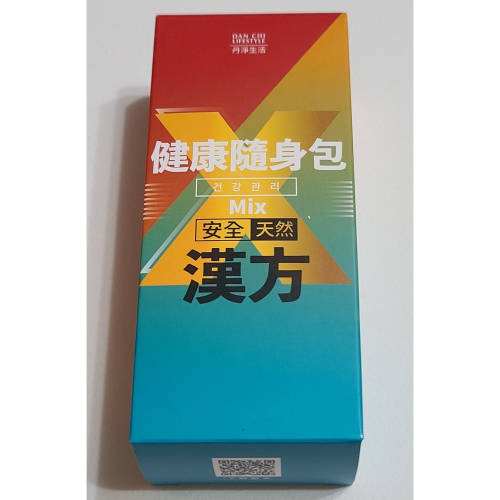 DAN CHI
LIFESTYLE
丹淨生活
X
健康隨身包
건강관리
Mix
安全 天然
漢方